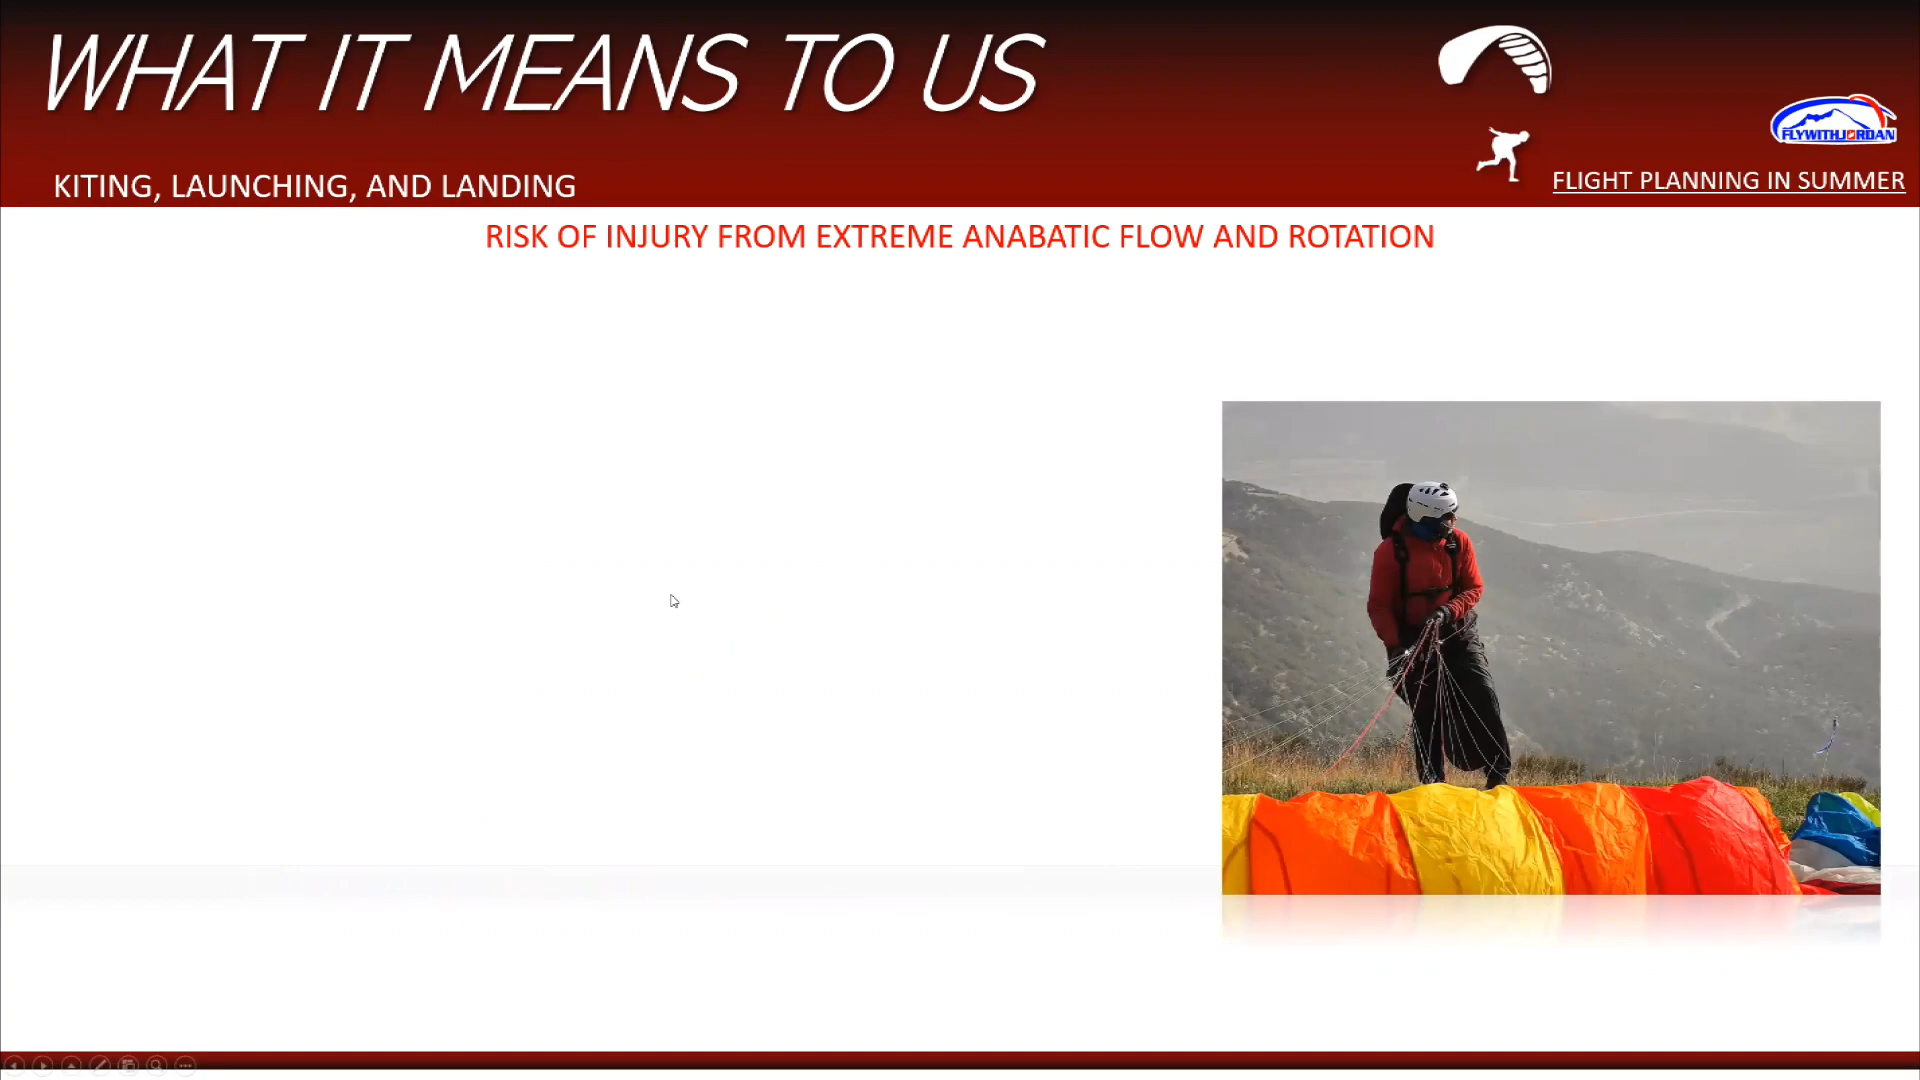 WHAT IT MEANS TO US
FLYWITHJORDAN
KITING, LAUNCHING, AND LANDING
FLIGHT PLANNING IN SUMMER
RISK OF INJURY FROM EXTREME ANABATIC FLOW AND ROTATION